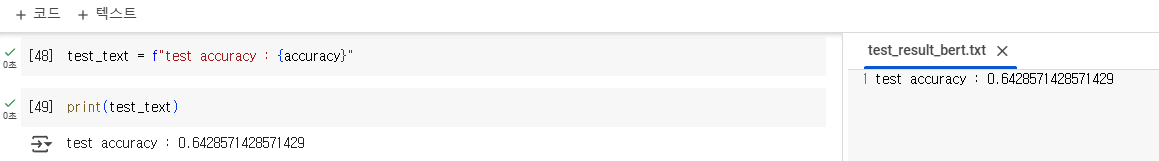 + 코드 + 텍스트
[48] test_text = f"test accuracy : {accuracy}"
0초
[49] print(test_text)
0초
test accuracy : 0.6428571428571429
test_result_bert.txt ×
1 test accuracy : 0.6428571428571429